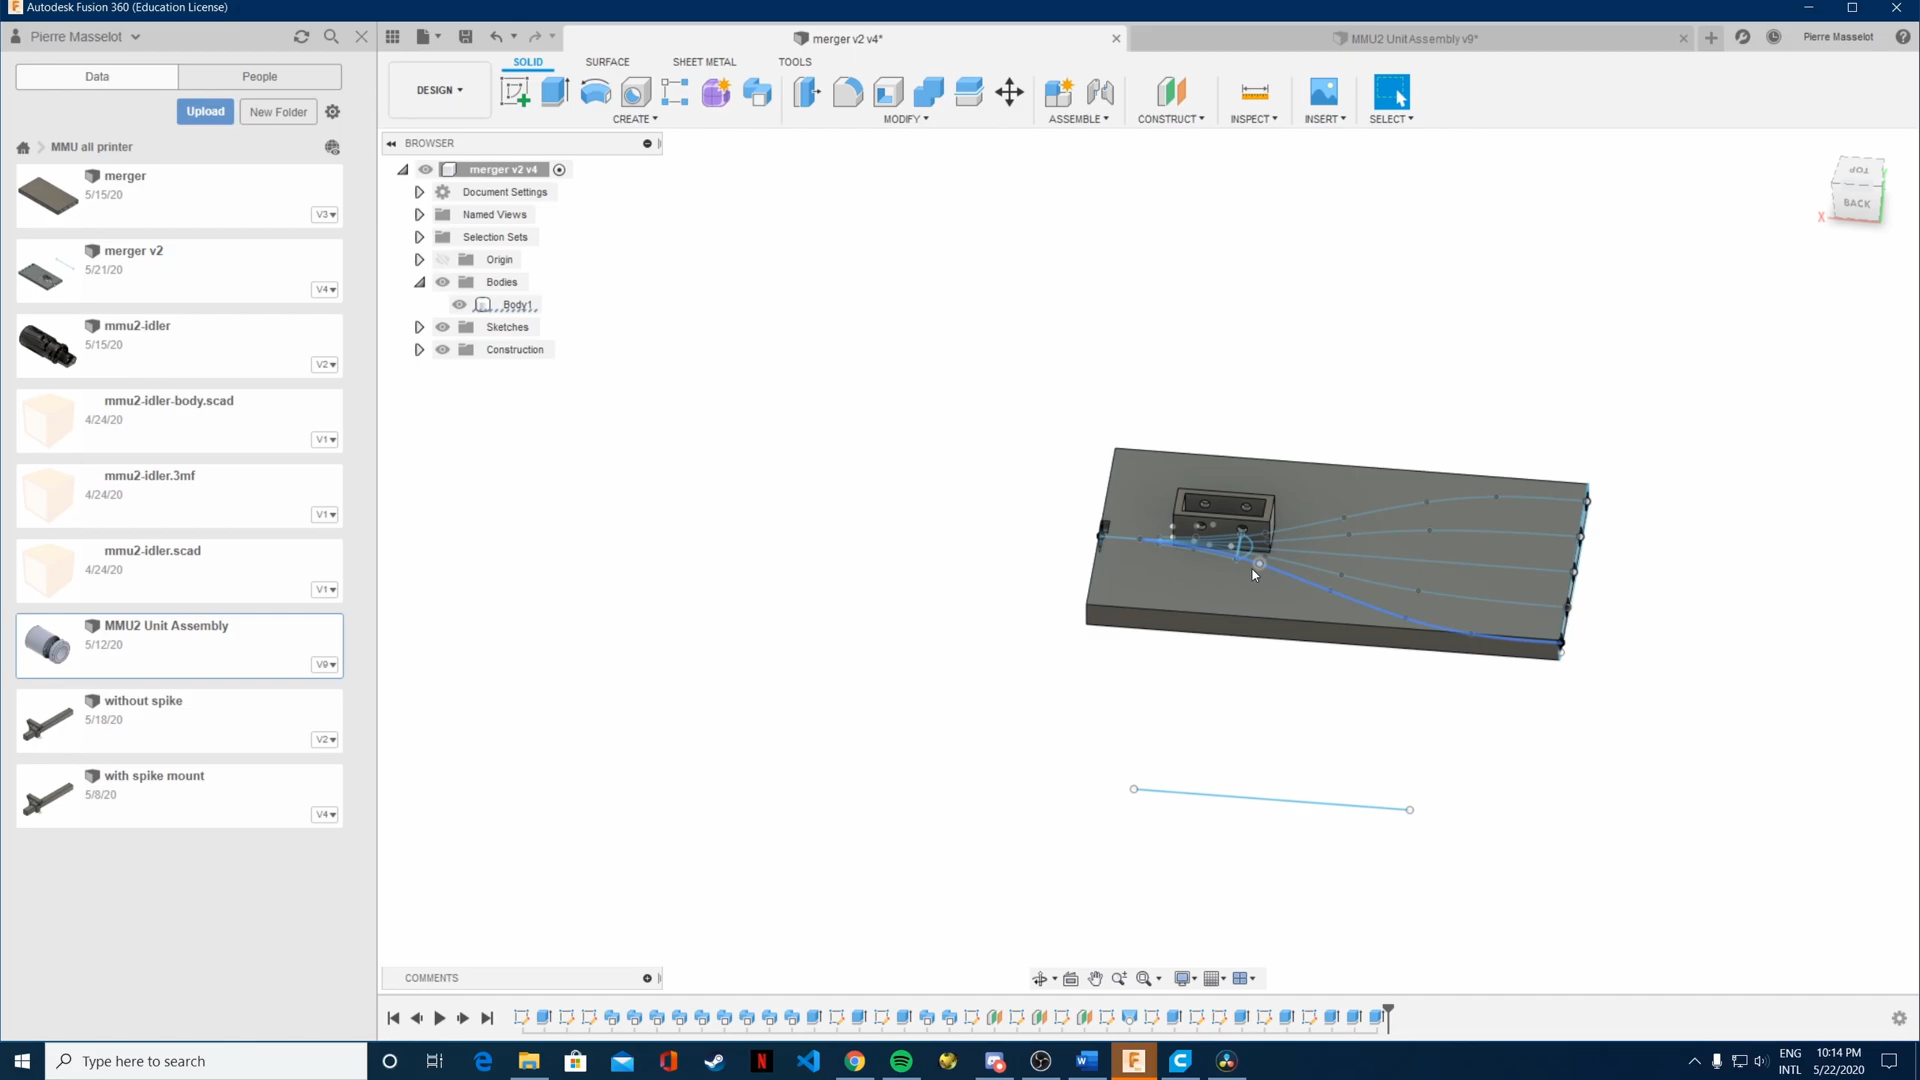 Autodesk Fusion 360 (Education License)
Pierre Masselot
merger v2 v4*
MMU2 Unit Assembly v9*
Pierre Masselot
Data
People
Upload
New Folder
MMU all printer
merger
5/15/20
V3
merger v2
5/21/20
V4
mmu2-idler
5/15/20
V2
mmu2-idler-body.scad
4/24/20
V1
mmu2-idler.3mf
4/24/20
V1
mmu2-idler.scad
4/24/20
V1
MMU2 Unit Assembly
5/12/20
V9
without spike
5/18/20
V2
with spike mount
5/8/20
V4
DESIGN
SOLID
SURFACE
SHEET METAL
TOOLS
CREATE
MODIFY
ASSEMBLE
CONSTRUCT
INSPECT
INSERT
SELECT
BROWSER
merger v2 v4
Document Settings
Named Views
Selection Sets
Origin
Bodies
Body1
Sketches
Construction
TOP
BACK
X
COMMENTS
Type here to search
ENG
INTL
10:14 PM
5/22/2020